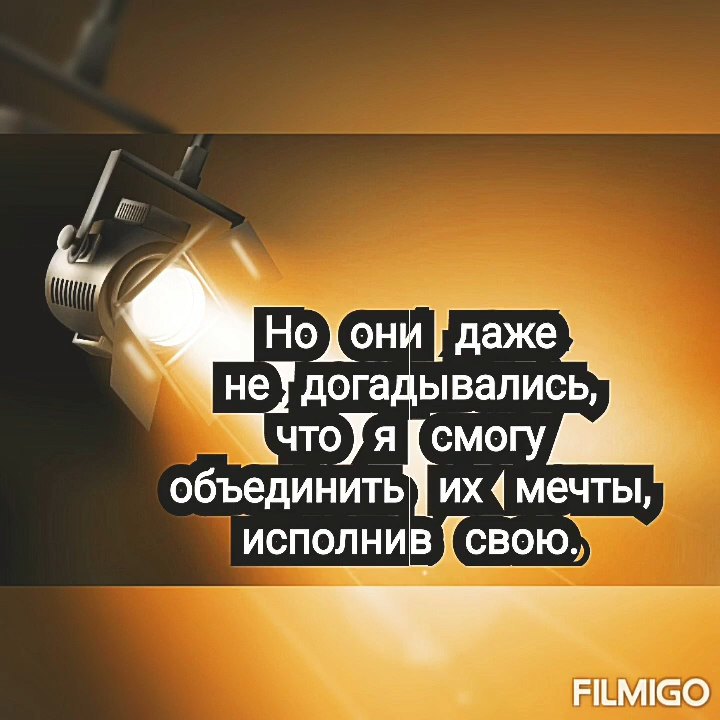 Но они даже
не догадывались,
что я смогу
объединить их мечты,
исполнив свою.
FILMIGO